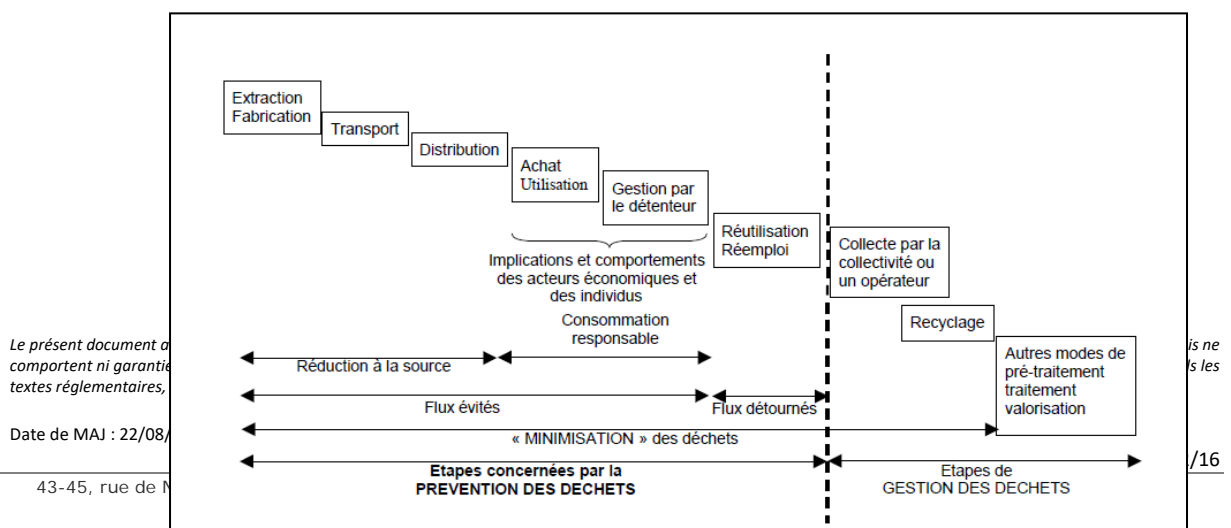 Extraction
Fabrication
Transport
Distribution
Achat
Utilisation
Gestion par
le détenteur
Réutilisation
Réemploi
Collecte par la
collectivité ou
un opérateur
Implications et comportements
des acteurs économiques et
des individus
Consommation
responsable
Recyclage
Autres modes de
pré-traitement
traitement
valorisation
Réduction à la source
Flux évités
Flux détournés
« MINIMISATION » des déchets
Etapes concernées par la
PREVENTION DES DECHETS
Etapes de
GESTION DES DECHETS
Le présent document
is ne
comportent ni
les
textes réglementaires,
Date de MAJ : 22/08/
/16
43-45, rue de